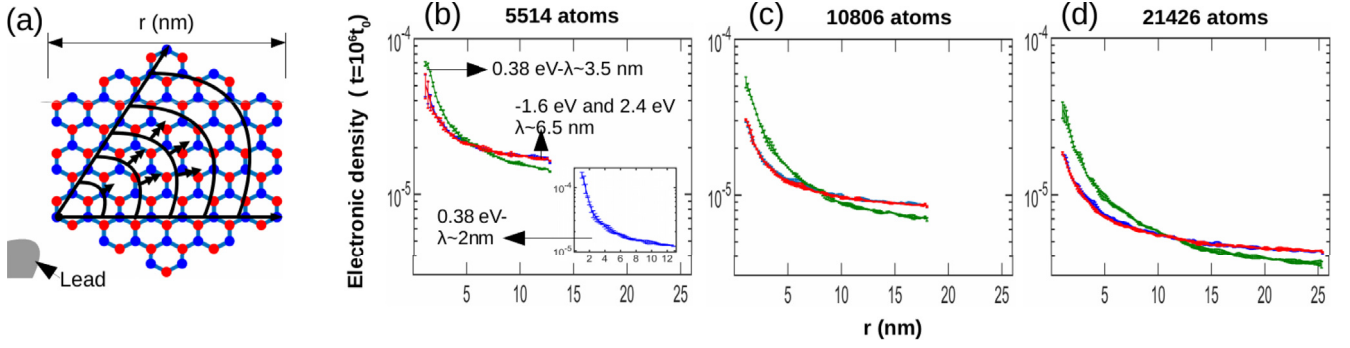 (a)
r (nm)
Lead
Electronic density ( t=10⁶t₀)
(b)
5514 atoms
10⁻⁴
10⁻⁵
0.38 eV-λ~3.5 nm
-1.6 eV and 2.4 eV
λ~6.5 nm
0.38 eV-
λ~2nm
10⁻⁴
10⁻⁵
2 4 6 8 10 12
5 10 15 20 25
(c)
10806 atoms
10⁻⁴
10⁻⁵
5 10 15 20 25
r (nm)
(d)
21426 atoms
10⁻⁴
10⁻⁵
5 10 15 20 25